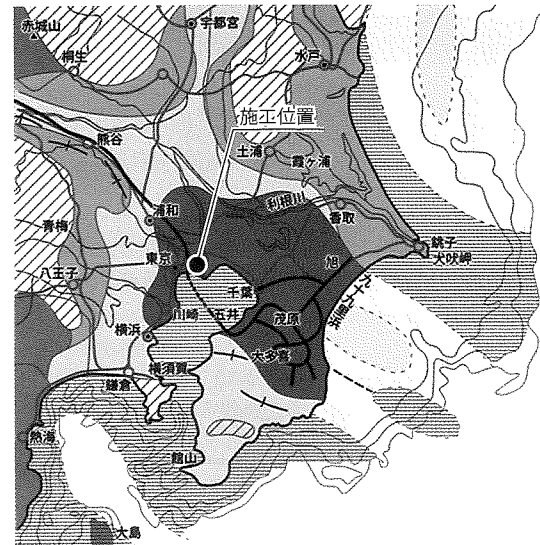 赤城山
宇都宮
桐生
水戸
熊谷
施工位置
土浦
霞ヶ浦
浦和
利根川
香取
青梅
銚子
犬吠岬
東京
旭
八王子
千葉
九十九里浜
川崎
五井
茂原
横浜
大多喜
横須賀
鎌倉
熱海
館山
大島